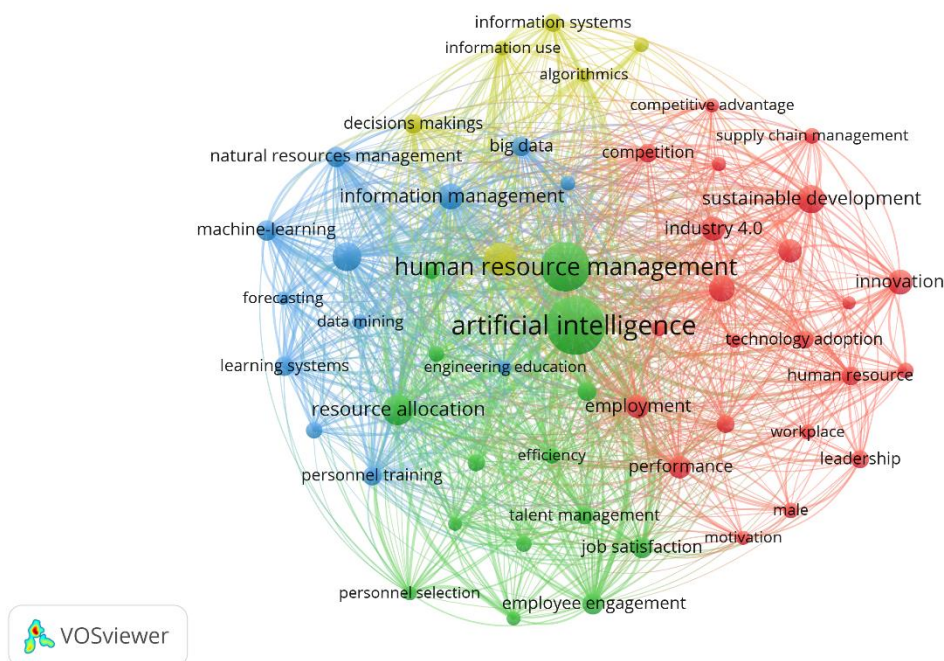 information systems
information use
algorithmics
competitive advantage
decisions makings
supply chain management
big data
competition
natural resources management
information management
sustainable development
machine-learning
industry 4.0
human resource management
innovation
forecasting
data mining
artificial intelligence
technology adoption
learning systems
engineering education
human resource
resource allocation
employment
workplace
efficiency
leadership
personnel training
performance
talent management
male
motivation
job satisfaction
personnel selection
employee engagement
VOSviewer